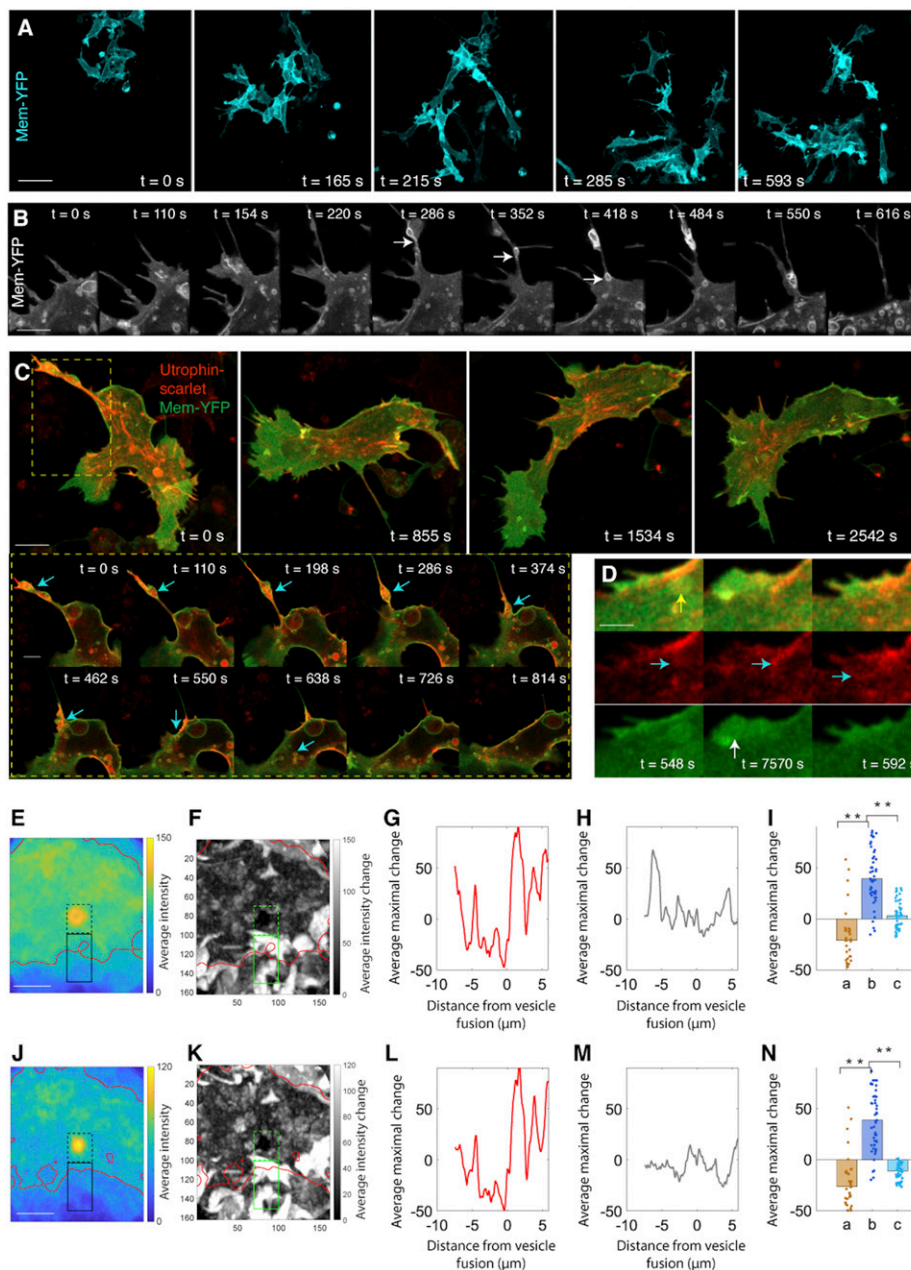 A
Mem-YFP
t = 0 s
t = 165 s
t = 215 s
t = 285 s
t = 593 s
B
Mem-YFP
t = 0 s
t = 110 s
t = 154 s
t = 220 s
t = 286 s
t = 352 s
t = 418 s
t = 484 s
t = 550 s
t = 616 s
C
Utrophin-
scarlet
Mem-YFP
t = 0 s
t = 855 s
t = 1534 s
t = 2542 s
t = 0 s
t = 110 s
t = 198 s
t = 286 s
t = 374 s
t = 462 s
t = 550 s
t = 638 s
t = 726 s
t = 814 s
D
t = 548 s
t = 7570 s
t = 592 s
E
150
100
50
0
Average intensity
F
20
40
60
80
100
120
140
160
50
100
150
150
100
50
0
Average intensity change
G
Average maximal change
50
0
-50
-5
0
5
Distance from vesicle
fusion (µm)
H
Average maximal change
50
0
-50
-5
0
5
Distance from vesicle
fusion (µm)
I
Average maximal change
50
0
-50
* *
* *
a
b
c
J
120
100
80
60
40
20
0
Average intensity
K
20
40
60
80
100
120
140
160
50
100
150
120
100
80
60
40
20
0
Average intensity change
L
Average maximal change
50
0
-50
-5
0
5
Distance from vesicle
fusion (µm)
M
Average maximal change
50
0
-50
-5
0
5
Distance from vesicle
fusion (µm)
N
Average maximal change
50
0
-50
* *
* *
a
b
c